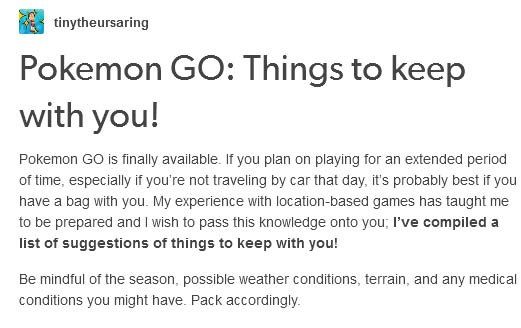 tinytheursaring
Pokemon GO: Things to keep
with you!
Pokemon GO is finally available. If you plan on playing for an extended period
of time, especially if you're not traveling by car that day, it's probably best if you
have a bag with you. My experience with location-based games has taught me
to be prepared and I wish to pass this knowledge onto you; I've compiled a
list of suggestions of things to keep with you!
Be mindful of the season, possible weather conditions, terrain, and any medical
conditions you might have. Pack accordingly.